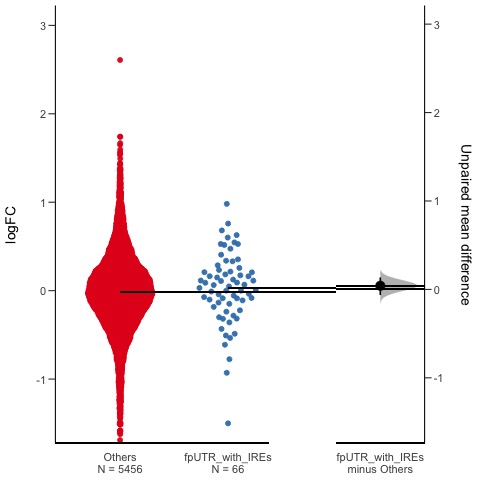 3
2
1
0
-1
logFC
3
2
1
0
-1
Unpaired mean difference
Others
N = 5456
fpUTR_with_IREs
N = 66
fpUTR_with_IREs
minus Others